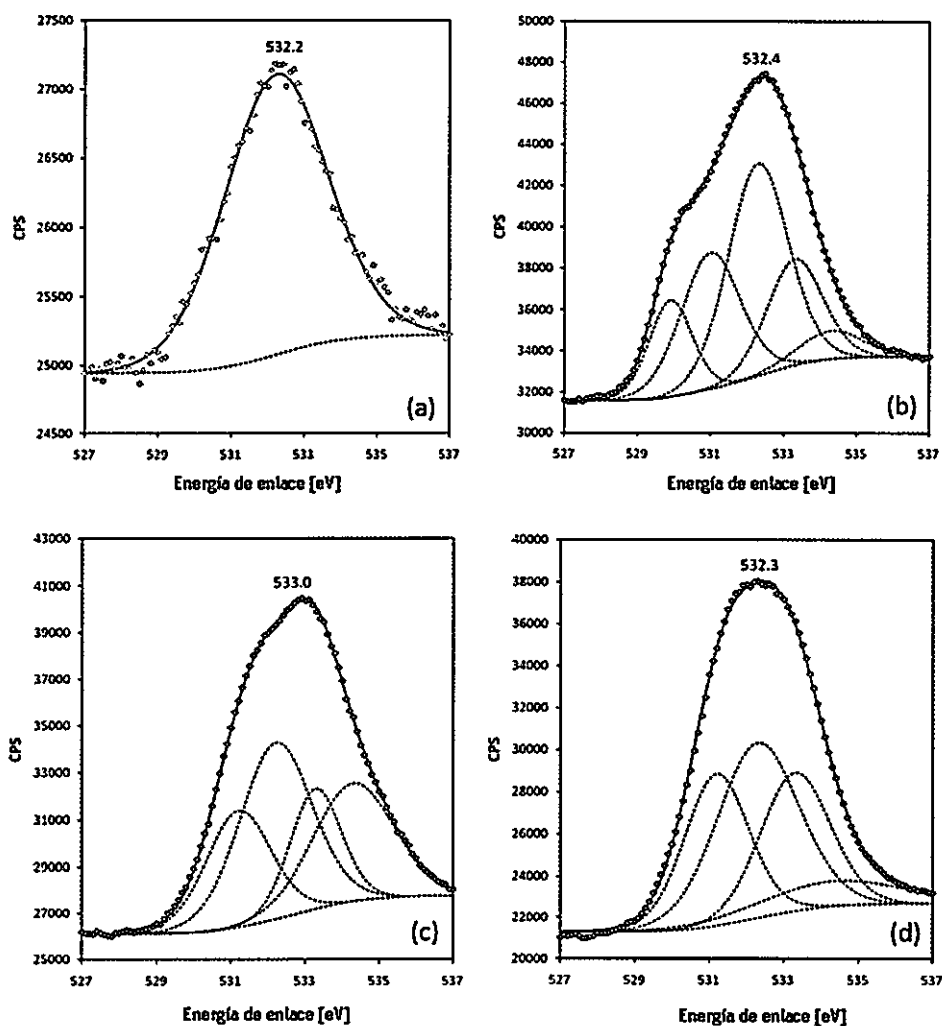 532.2
27500
27000
26500
26000
25500
25000
24500
CPS
527 529 531 533 535 537
Energía de enlace [eV]
(a)
532.4
50000
48000
46000
44000
42000
40000
38000
36000
34000
32000
30000
CPS
527 529 531 533 535 537
Energía de enlace [eV]
(b)
533.0
43000
41000
39000
37000
35000
33000
31000
29000
27000
25000
CPS
527 529 531 533 535 537
Energía de enlace [eV]
(c)
532.3
40000
38000
36000
34000
32000
30000
28000
26000
24000
22000
20000
CPS
527 529 531 533 535 537
Energía de enlace [eV]
(d)